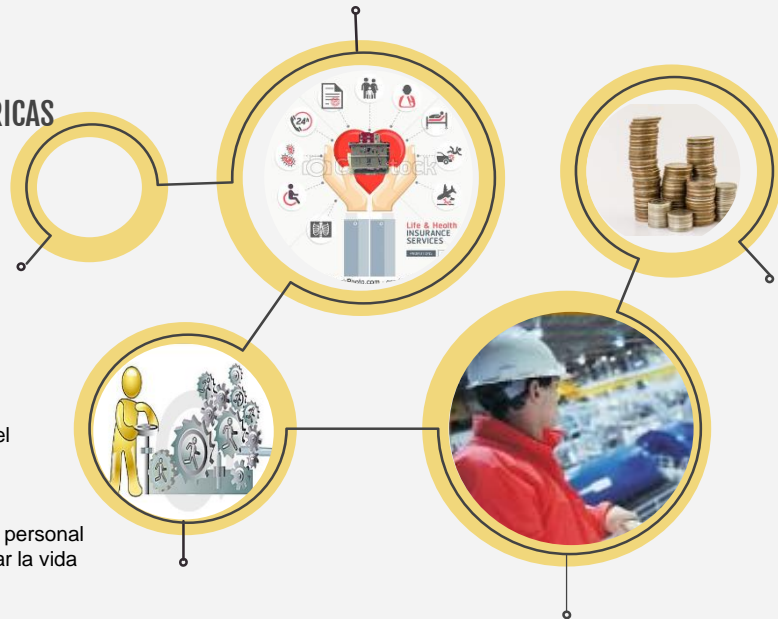 RICAS
24h
Life & Health
INSURANCE
SERVICES
el
personal
ar la vida